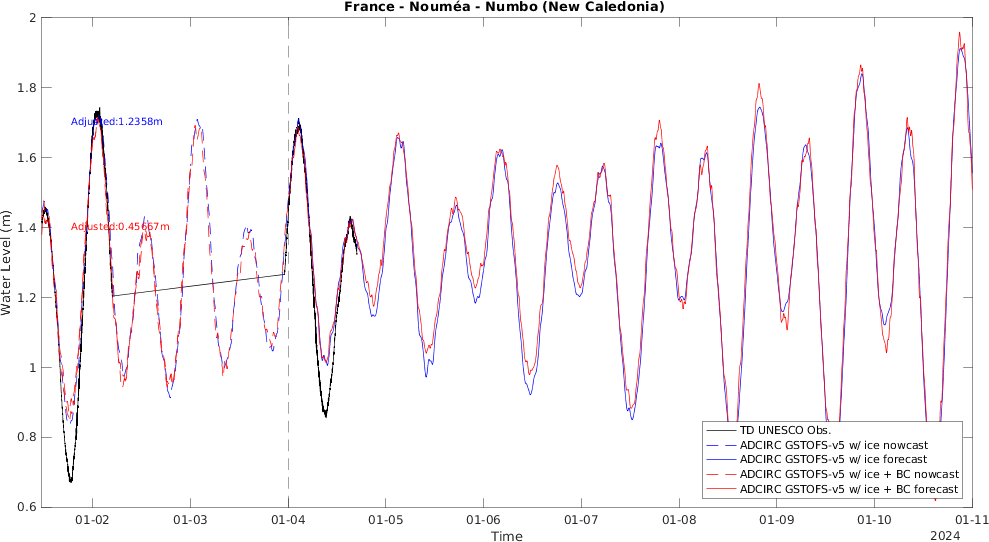 France - Nouméa - Numbo (New Caledonia)
Water Level (m)
2
1.8
1.6
1.4
1.2
1
0.8
0.6
Adjusted:1.2358m
Adjusted:0.45667m
TD UNESCO Obs.
ADCIRC GSTOFS-v5 w/ ice nowcast
ADCIRC GSTOFS-v5 w/ ice forecast
ADCIRC GSTOFS-v5 w/ ice + BC nowcast
ADCIRC GSTOFS-v5 w/ ice + BC forecast
01-02 01-03 01-04 01-05 01-06 01-07 01-08 01-09 01-10 01-11
Time
2024